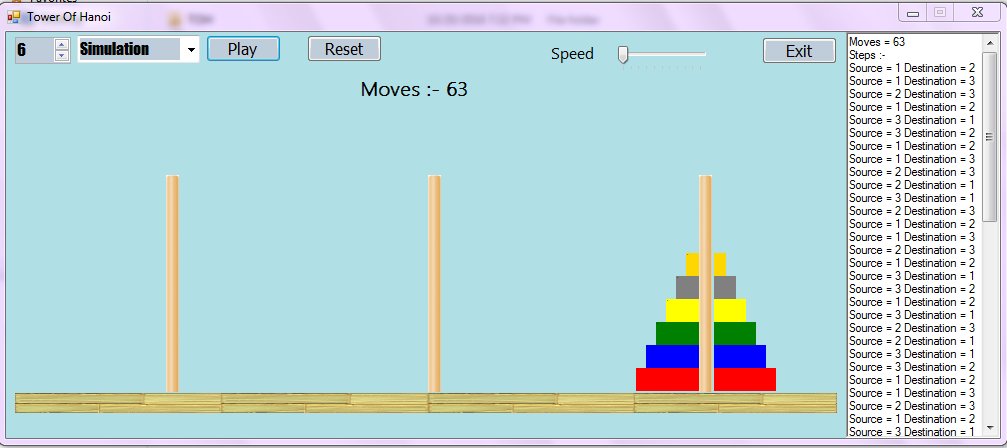 Tower Of Hanoi
6 Simulation Play Reset Speed Exit
Moves :- 63
Moves = 63
Steps :-
Source = 1 Destination = 2
Source = 1 Destination = 3
Source = 2 Destination = 3
Source = 1 Destination = 2
Source = 3 Destination = 1
Source = 3 Destination = 2
Source = 1 Destination = 2
Source = 1 Destination = 3
Source = 2 Destination = 3
Source = 2 Destination = 1
Source = 3 Destination = 1
Source = 2 Destination = 3
Source = 1 Destination = 2
Source = 1 Destination = 3
Source = 2 Destination = 3
Source = 1 Destination = 2
Source = 3 Destination = 1
Source = 3 Destination = 2
Source = 1 Destination = 2
Source = 3 Destination = 1
Source = 2 Destination = 3
Source = 2 Destination = 1
Source = 3 Destination = 1
Source = 3 Destination = 2
Source = 1 Destination = 2
Source = 1 Destination = 3
Source = 2 Destination = 3
Source = 1 Destination = 2
Source = 3 Destination = 1